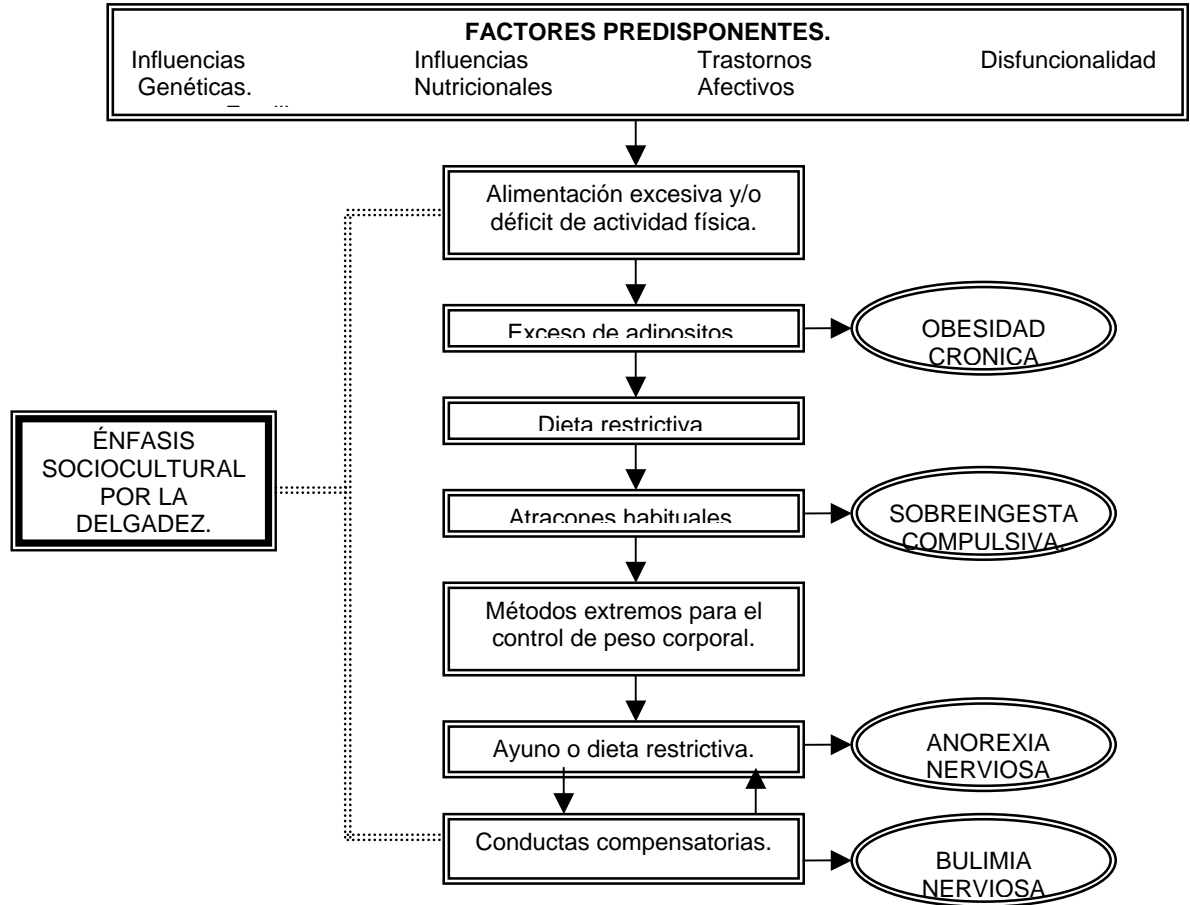 FACTORES PREDISPONENTES.
Influencias Influencias Trastornos Disfuncionalidad
Genéticas. Nutricionales Afectivos
Alimentación excesiva y/o
déficit de actividad física.
Exceso de adipositos
OBESIDAD
CRONICA
Dieta restrictiva
ÉNFASIS
SOCIOCULTURAL
POR LA
DELGADEZ.
Atracones habituales
SOBREINGESTA
COMPULSIVA.
Métodos extremos para el
control de peso corporal.
Ayuno o dieta restrictiva.
ANOREXIA
NERVIOSA
Conductas compensatorias.
BULIMIA
NERVIOSA